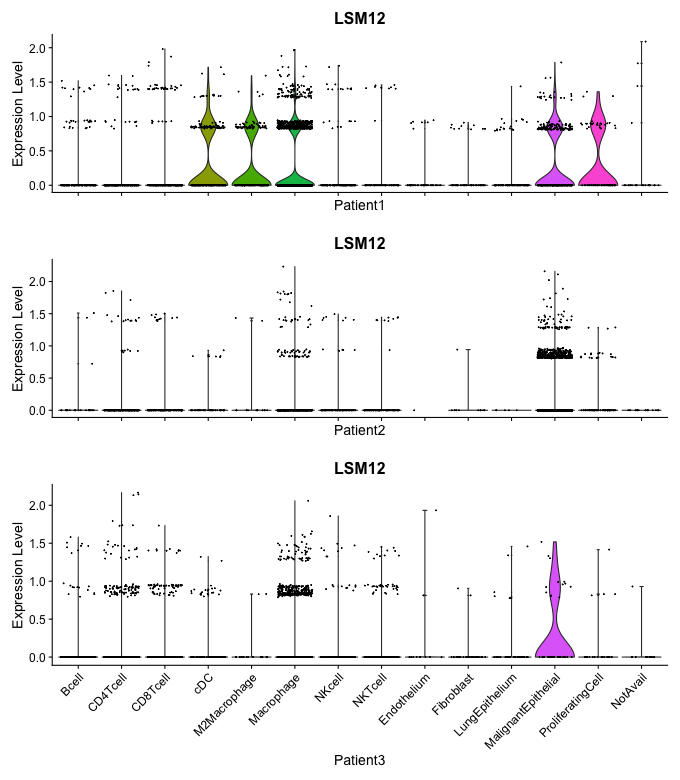 LSM12
Expression Level
2.0
1.5
1.0
0.5
0.0
Patient1
LSM12
Expression Level
2.0
1.5
1.0
0.5
0.0
Patient2
LSM12
Expression Level
2.0
1.5
1.0
0.5
0.0
Bcell
CD4Tcell
CD8Tcell
cDC
M2Macrophage
Macrophage
NKcell
NKTcell
Endothelium
Fibroblast
LungEpithelium
MalignantEpithelial
ProliferatingCell
NotAvail
Patient3